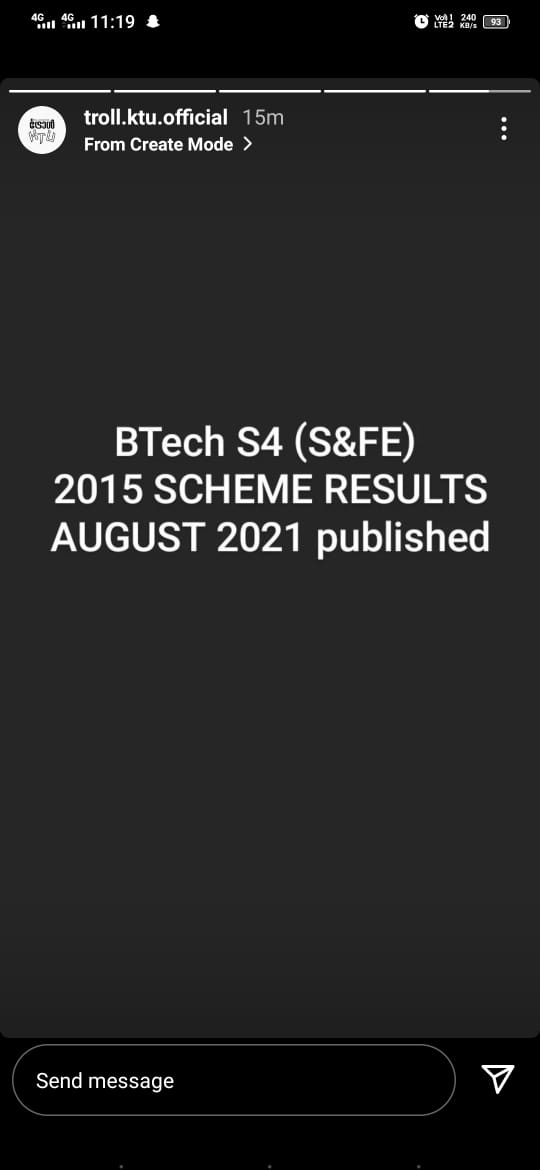 4G 4G 11:19 Vo)) 1 LTE2 240 KB/s 93
troll.ktu.official 15m
From Create Mode
BTech S4 (S&FE)
2015 SCHEME RESULTS
AUGUST 2021 published
Send message